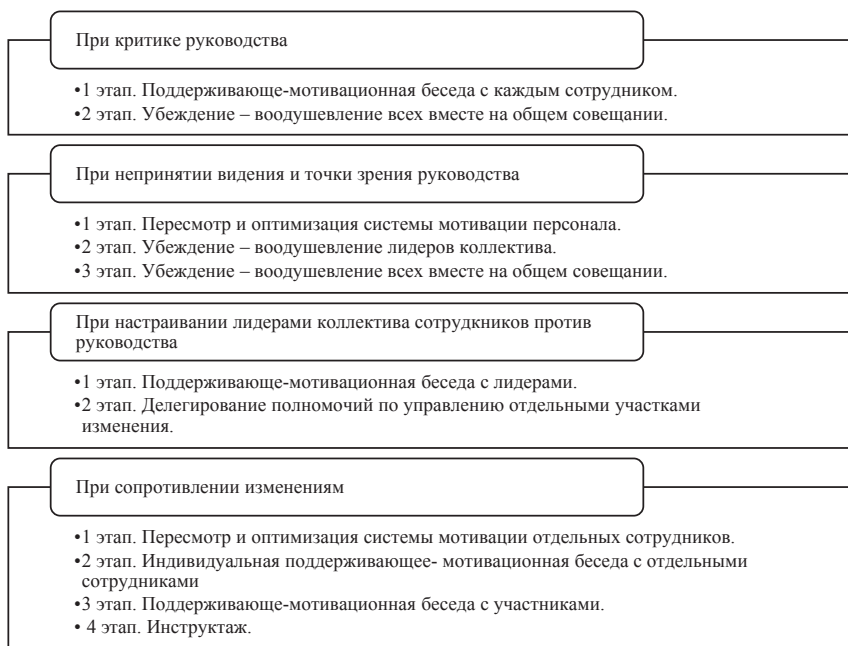 При критике руководства
•1 этап. Поддерживающе-мотивационная беседа с каждым сотрудником.
•2 этап. Убеждение – воодушевление всех вместе на общем совещании.
При непринятии видения и точки зрения руководства
•1 этап. Пересмотр и оптимизация системы мотивации персонала.
•2 этап. Убеждение – воодушевление лидеров коллектива.
•3 этап. Убеждение – воодушевление всех вместе на общем совещании.
При настраивании лидерами коллектива сотрудкников против
руководства
•1 этап. Поддерживающе-мотивационная беседа с лидерами.
•2 этап. Делегирование полномочий по управлению отдельными участками
изменения.
При сопротивлении изменениям
•1 этап. Пересмотр и оптимизация системы мотивации отдельных сотрудников.
•2 этап. Индивидуальная поддерживающее- мотивационная беседа с отдельными
сотрудниками
•3 этап. Поддерживающе-мотивационная беседа с участниками.
• 4 этап. Инструктаж.